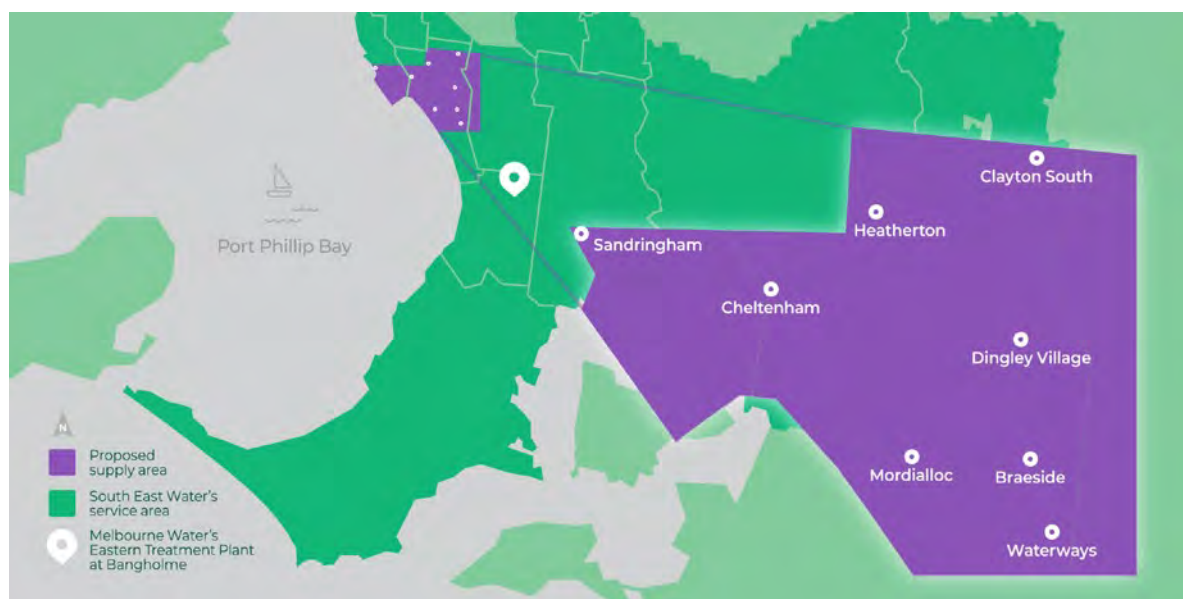 Clayton South
Heatherton
Sandringham
Port Phillip Bay
Cheltenham
Dingley Village
N
Proposed
supply area
Mordialloc
Braeside
South East Water's
service area
Melbourne Water's
Eastern Treatment Plant
at Bangholme
Waterways